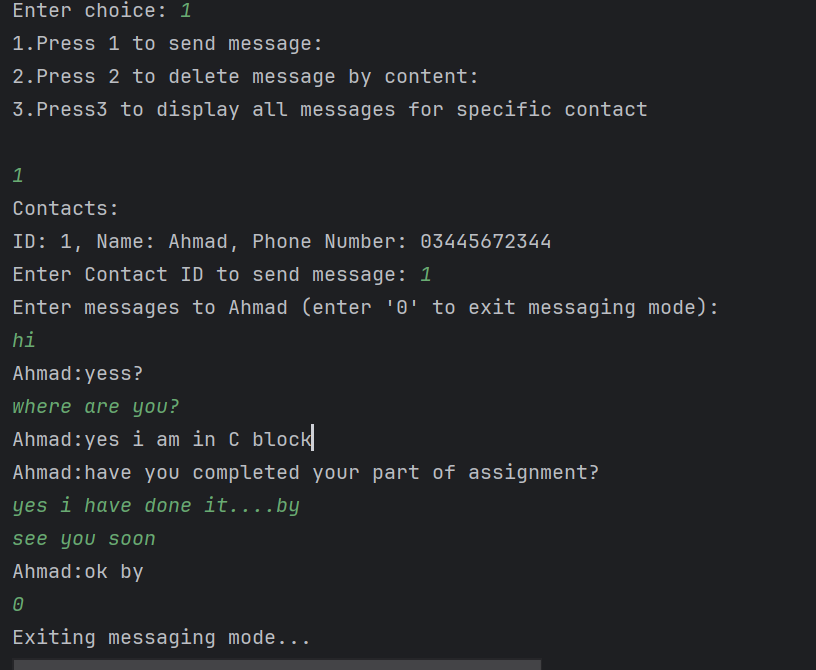 Enter choice: 1
1.Press 1 to send message:
2.Press 2 to delete message by content:
3.Press3 to display all messages for specific contact
1
Contacts:
ID: 1, Name: Ahmad, Phone Number: 03445672344
Enter Contact ID to send message: 1
Enter messages to Ahmad (enter '0' to exit messaging mode):
hi
Ahmad:yess?
where are you?
Ahmad:yes i am in C block
Ahmad:have you completed your part of assignment?
yes i have done it....by
see you soon
Ahmad:ok by
0
Exiting messaging mode...